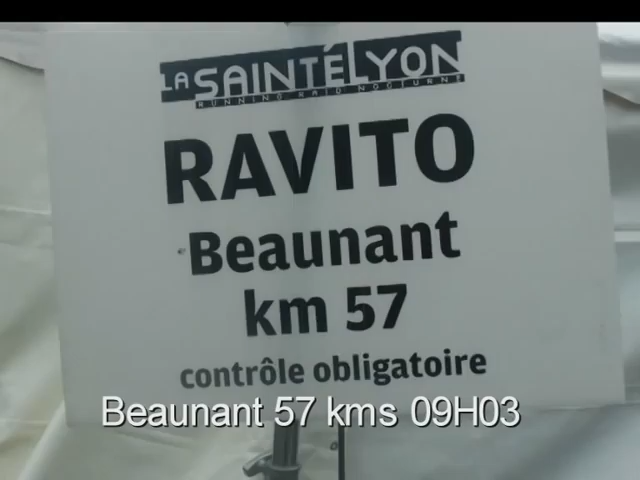 LA SAINTÉLYON
RUNNING RAID NOCTURNE
RAVITO
Beaunant
km 57
contrôle obligatoire
Beaunant 57 kms 09H03